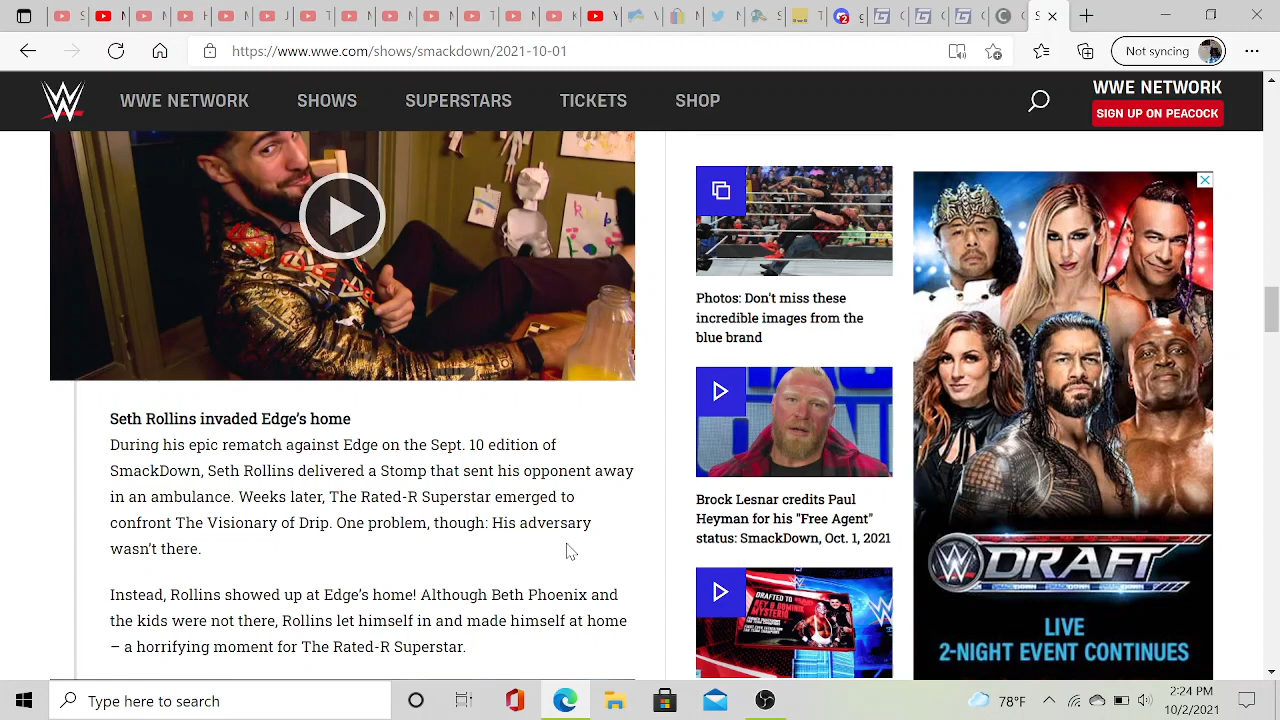 https://www.wwe.com/shows/smackdown/2021-10-01
Not syncing
WWE NETWORK
SHOWS
SUPERSTARS
TICKETS
SHOP
WWE NETWORK
SIGN UP ON PEACOCK
Seth Rollins invaded Edge's home
During his epic rematch against Edge on the Sept. 10 edition of
SmackDown, Seth Rollins delivered a Stomp that sent his opponent away
in an ambulance. Weeks later, The Rated-R Superstar emerged to
confront The Visionary of Drip. One problem, though: His adversary
wasn't there.
Instead, Rollins showed up at Edge's home. Although Beth Phoenix and
the kids were not there, Rollins let himself in and made himself at home
– a horrifying moment for The Rated-R Superstar.
Photos: Don't miss these
incredible images from the
blue brand
Brock Lesnar credits Paul
Heyman for his "Free Agent"
status: SmackDown, Oct. 1, 2021
DRAFTED TO
REY & DOMINIK
MYSTERIO
DRAFT
LIVE
2-NIGHT EVENT CONTINUES
Type here to search
78°F
2:24 PM
10/2/2021